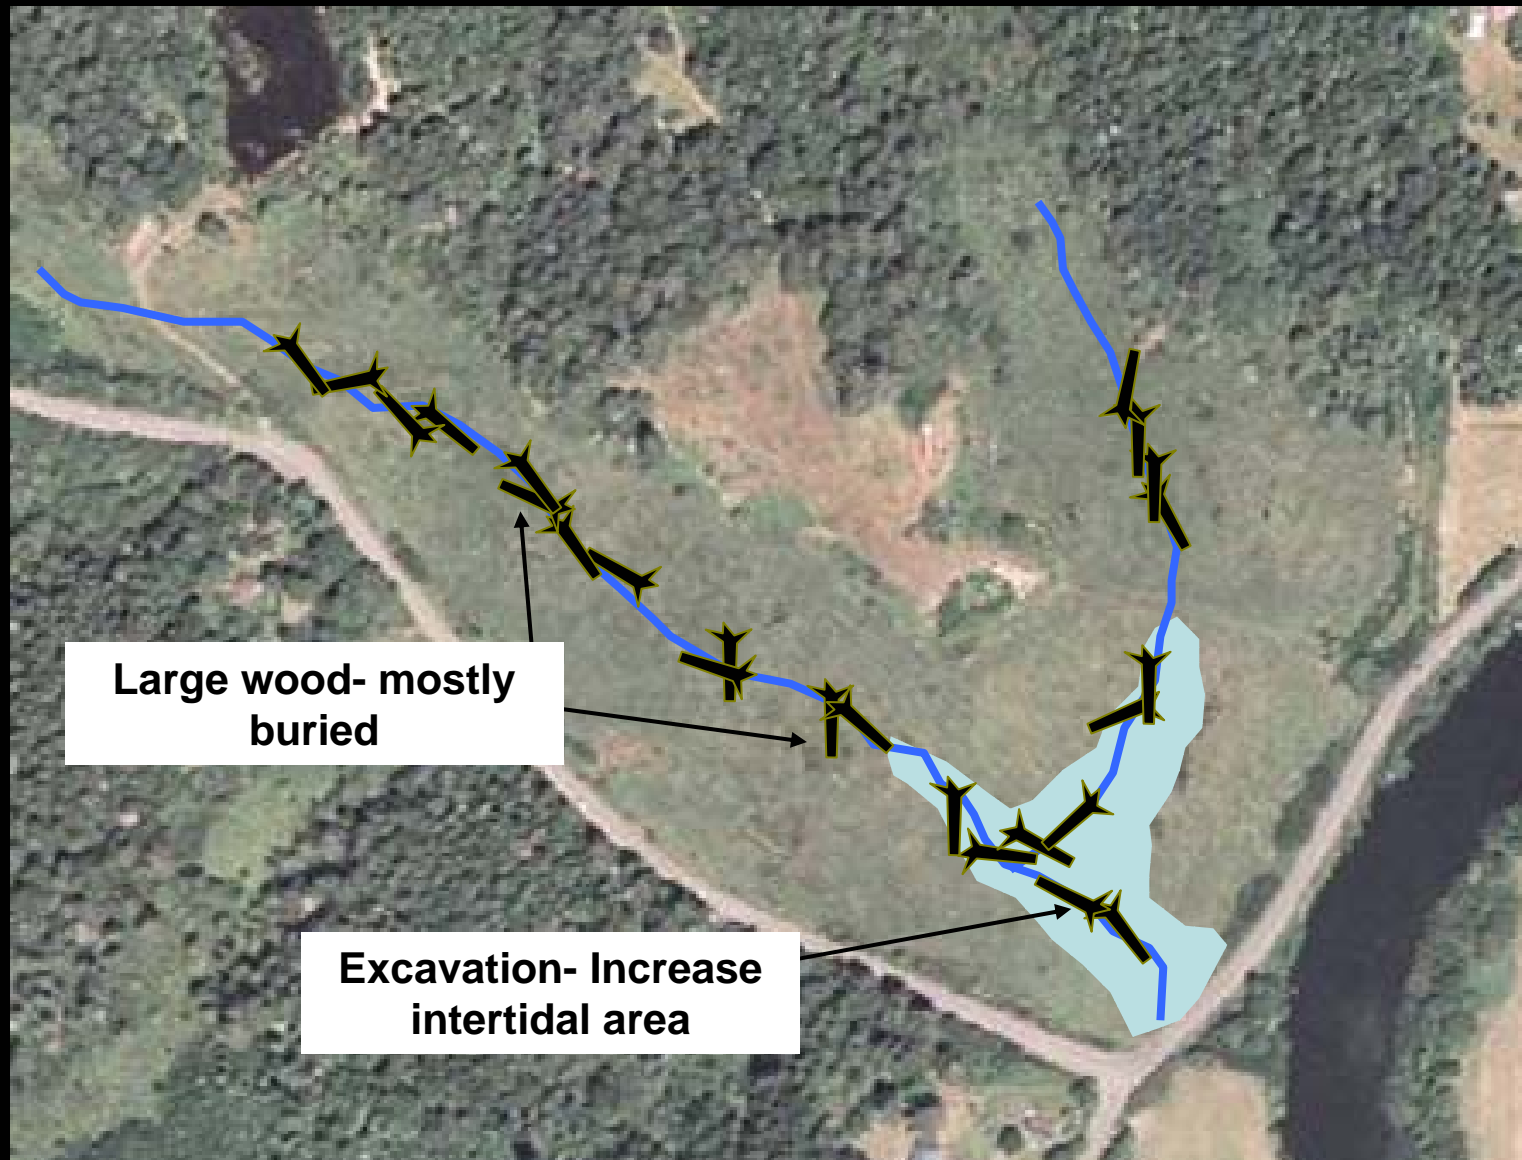 Large wood- mostly
buried
Excavation- Increase
intertidal area